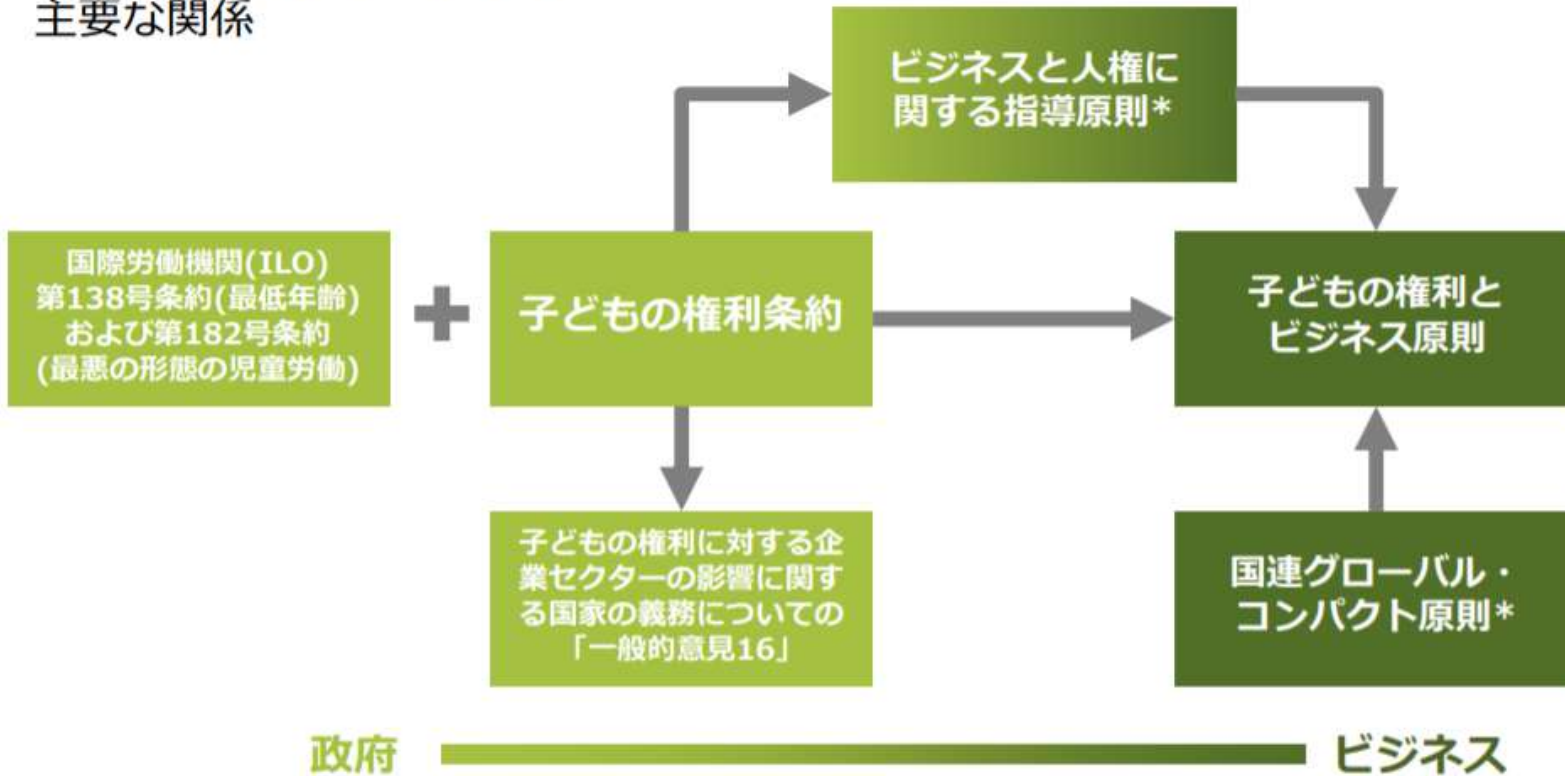 主要な関係
ビジネスと人権に
関する指導原則*
国際労働機関(ILO)
第138号条約(最低年齢)
および第182号条約
(最悪の形態の児童労働)
子どもの権利条約
子どもの権利と
ビジネス原則
子どもの権利に対する企
業セクターの影響に関す
る国家の義務についての
「一般的意見16」
国連グローバル・
コンパクト原則*
政府
ビジネス